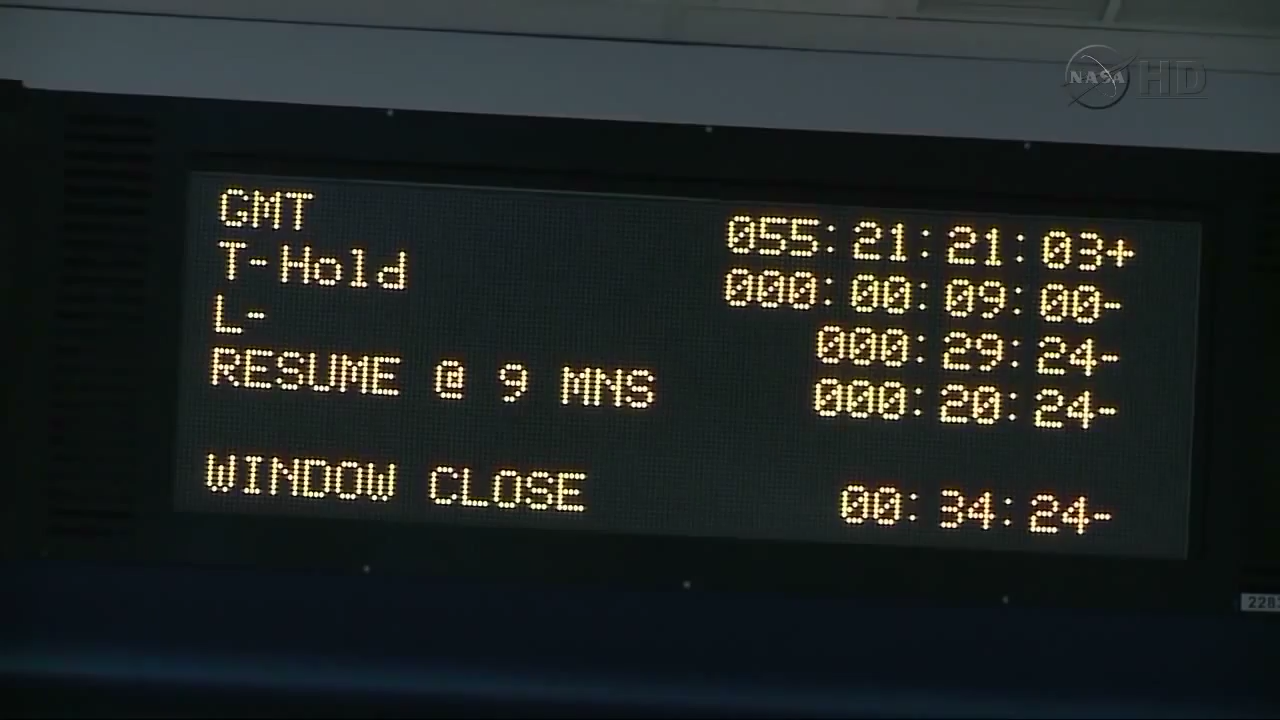 NASA HD
GMT 055:21:21:03+
T-Hold 000:00:09:00-
L- 000:29:24-
RESUME @ 9 MNS 000:20:24-
WINDOW CLOSE 00:34:24-